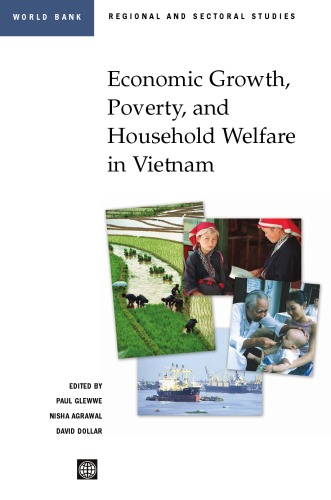 WORLD BANK REGIONAL AND SECTORAL STUDIES
Economic Growth,
Poverty, and
Household Welfare
in Vietnam
EDITED BY
PAUL GLEWWE
NISHA AGRAWAL
DAVID DOLLAR